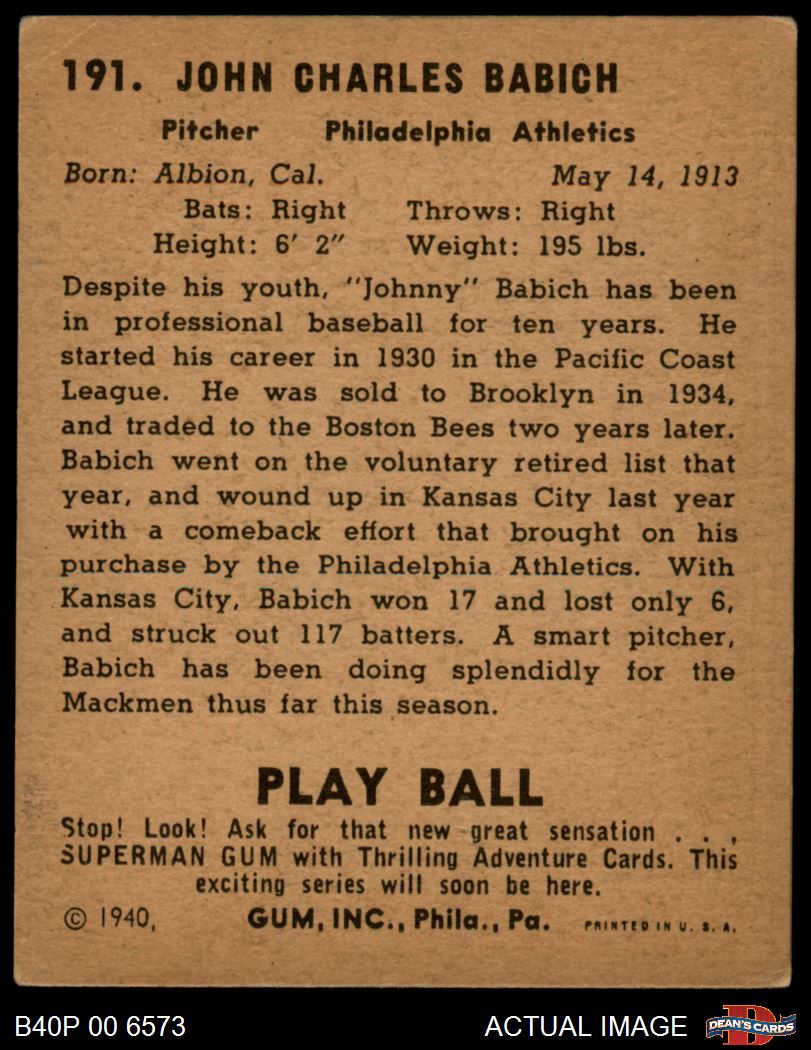 191. JOHN CHARLES BABICH
Pitcher Philadelphia Athletics
Born: Albion, Cal. May 14, 1913
Bats: Right Throws: Right
Height: 6' 2" Weight: 195 lbs.
Despite his youth, "Johnny" Babich has been
in professional baseball for ten years. He
started his career in 1930 in the Pacific Coast
League. He was sold to Brooklyn in 1934,
and traded to the Boston Bees two years later.
Babich went on the voluntary retired list that
year, and wound up in Kansas City last year
with a comeback effort that brought on his
purchase by the Philadelphia Athletics. With
Kansas City, Babich won 17 and lost only 6,
and struck out 117 batters. A smart pitcher,
Babich has been doing splendidly for the
Mackmen thus far this season.
PLAY BALL
Stop! Look! Ask for that new great sensation . . ,
SUPERMAN GUM with Thrilling Adventure Cards. This
exciting series will soon be here.
© 1940, GUM, INC., Phila., Pa. PRINTED IN U. S. A.
B40P 00 6573 ACTUAL IMAGE D DEAN'S CARDS